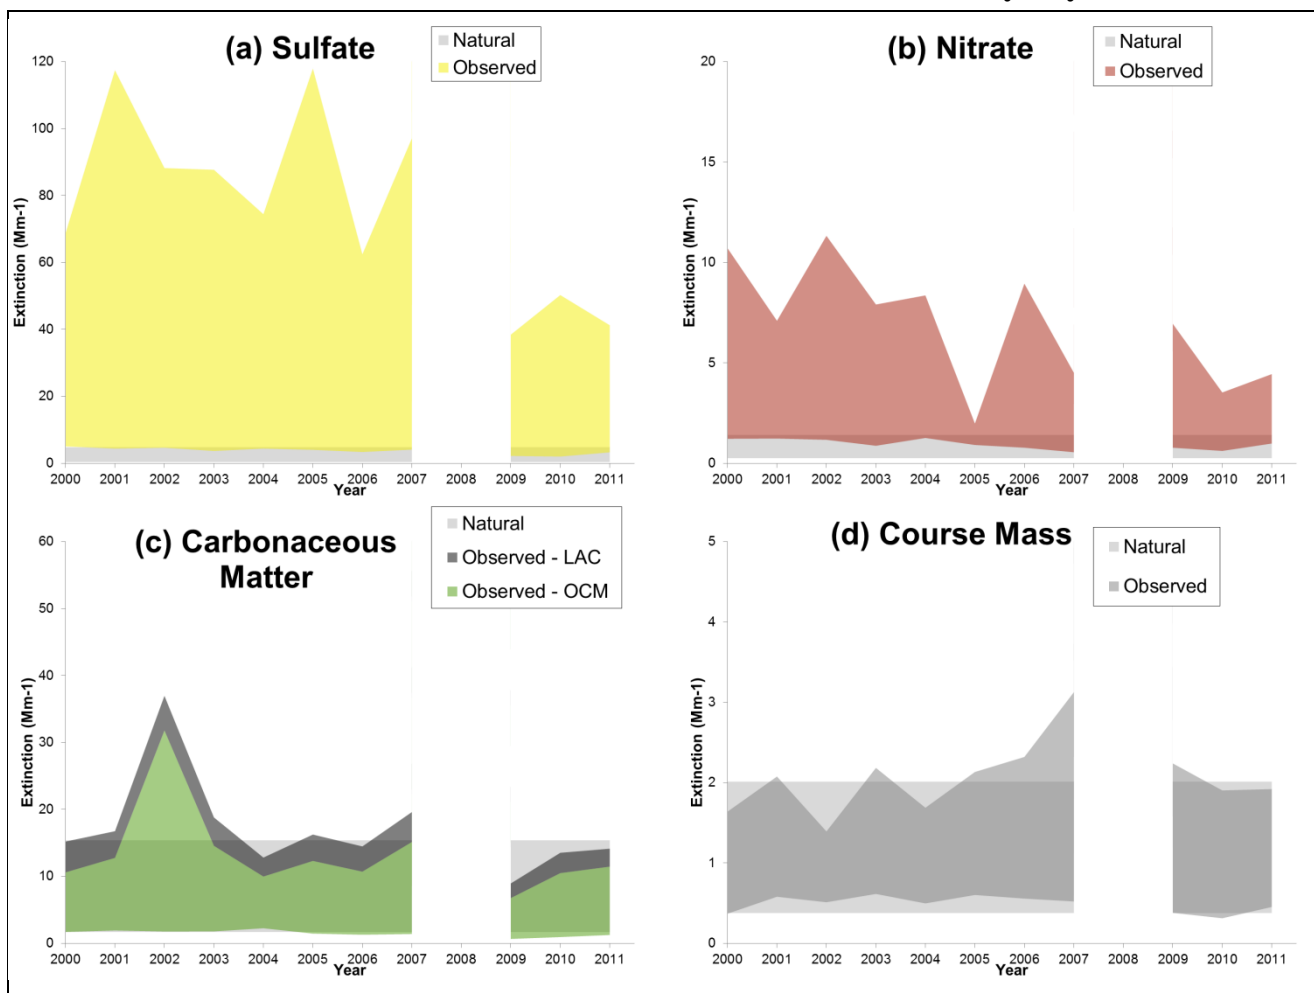 (a) Sulfate
Natural
Observed
120
100
80
60
40
20
0
Extinction (Mm-1)
2000 2001 2002 2003 2004 2005 2006 2007 2008 2009 2010 2011
Year
(b) Nitrate
Natural
Observed
20
15
10
5
0
Extinction (Mm-1)
2000 2001 2002 2003 2004 2005 2006 2007 2008 2009 2010 2011
Year
(c) Carbonaceous
Matter
Natural
Observed - LAC
Observed - OCM
60
50
40
30
20
10
0
Extinction (Mm-1)
2000 2001 2002 2003 2004 2005 2006 2007 2008 2009 2010 2011
Year
(d) Course Mass
Natural
Observed
5
4
3
2
1
0
Extinction (Mm-1)
2000 2001 2002 2003 2004 2005 2006 2007 2008 2009 2010 2011
Year